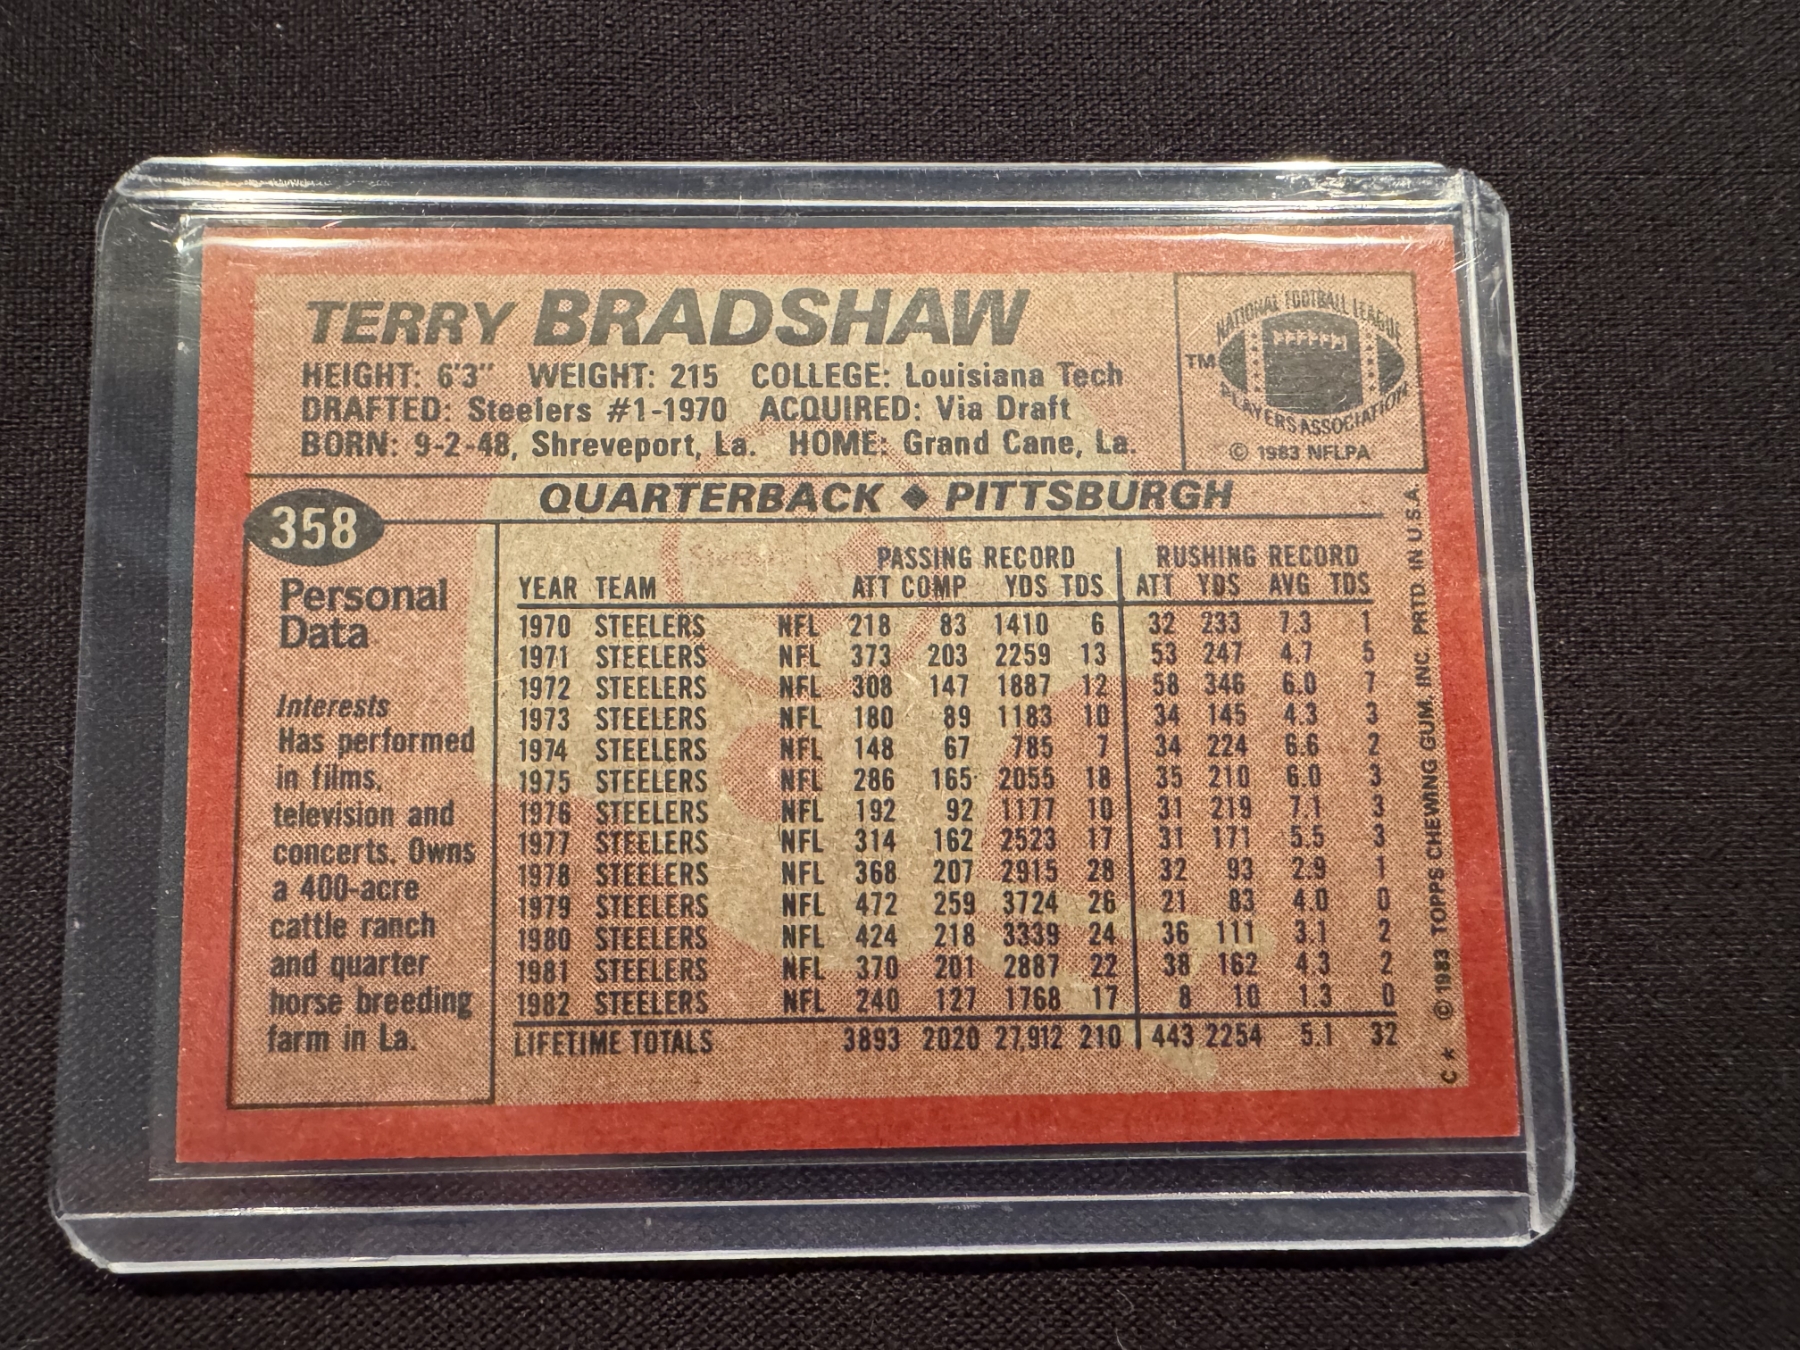 TERRY BRADSHAW
HEIGHT: 6'3" WEIGHT: 215 COLLEGE: Louisiana Tech
DRAFTED: Steelers #1-1970 ACQUIRED: Via Draft
BORN: 9-2-48, Shreveport, La. HOME: Grand Cane, La.
NATIONAL FOOTBALL LEAGUE
TM
PLAYERS ASSOCIATION
© 1983 NFLPA
QUARTERBACK ◆ PITTSBURGH
358
Personal
Data
Interests
Has performed
in films,
television and
concerts. Owns
a 400-acre
cattle ranch
and quarter
horse breeding
farm in La.
PASSING RECORD RUSHING RECORD
YEAR TEAM ATT COMP YDS TDS ATT YDS AVG TDS
1970 STEELERS NFL 218 83 1410 6 32 233 7.3 1
1971 STEELERS NFL 373 203 2259 13 53 247 4.7 5
1972 STEELERS NFL 308 147 1887 12 58 346 6.0 7
1973 STEELERS NFL 180 89 1183 10 34 145 4.3 3
1974 STEELERS NFL 148 67 785 7 34 224 6.6 2
1975 STEELERS NFL 286 165 2055 18 35 210 6.0 3
1976 STEELERS NFL 192 92 1177 10 31 219 7.1 3
1977 STEELERS NFL 314 162 2523 17 31 171 5.5 3
1978 STEELERS NFL 368 207 2915 28 32 93 2.9 1
1979 STEELERS NFL 472 259 3724 26 21 83 4.0 0
1980 STEELERS NFL 424 218 3339 24 36 111 3.1 2
1981 STEELERS NFL 370 201 2887 22 38 162 4.3 2
1982 STEELERS NFL 240 127 1768 17 8 10 1.3 0
LIFETIME TOTALS 3893 2020 27,912 210 443 2254 5.1 32
C* © 1983 TOPPS CHEWING GUM, INC. PRTD. IN U.S.A.